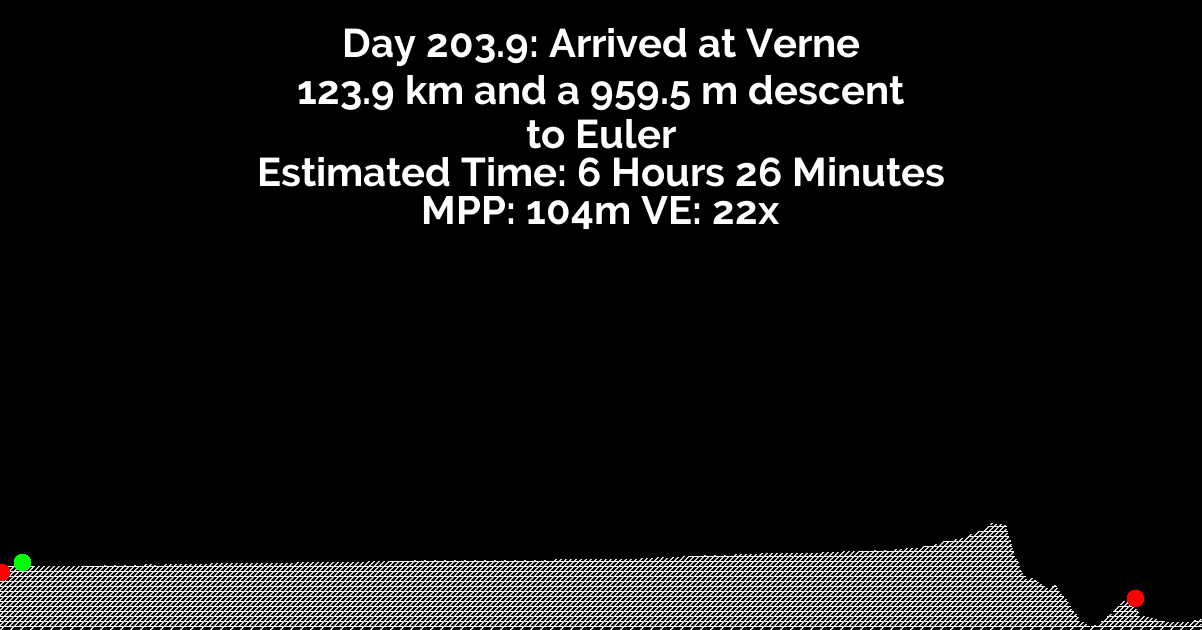 Day 203.9: Arrived at Verne
123.9 km and a 959.5 m descent
to Euler
Estimated Time: 6 Hours 26 Minutes
MPP: 104m VE: 22x